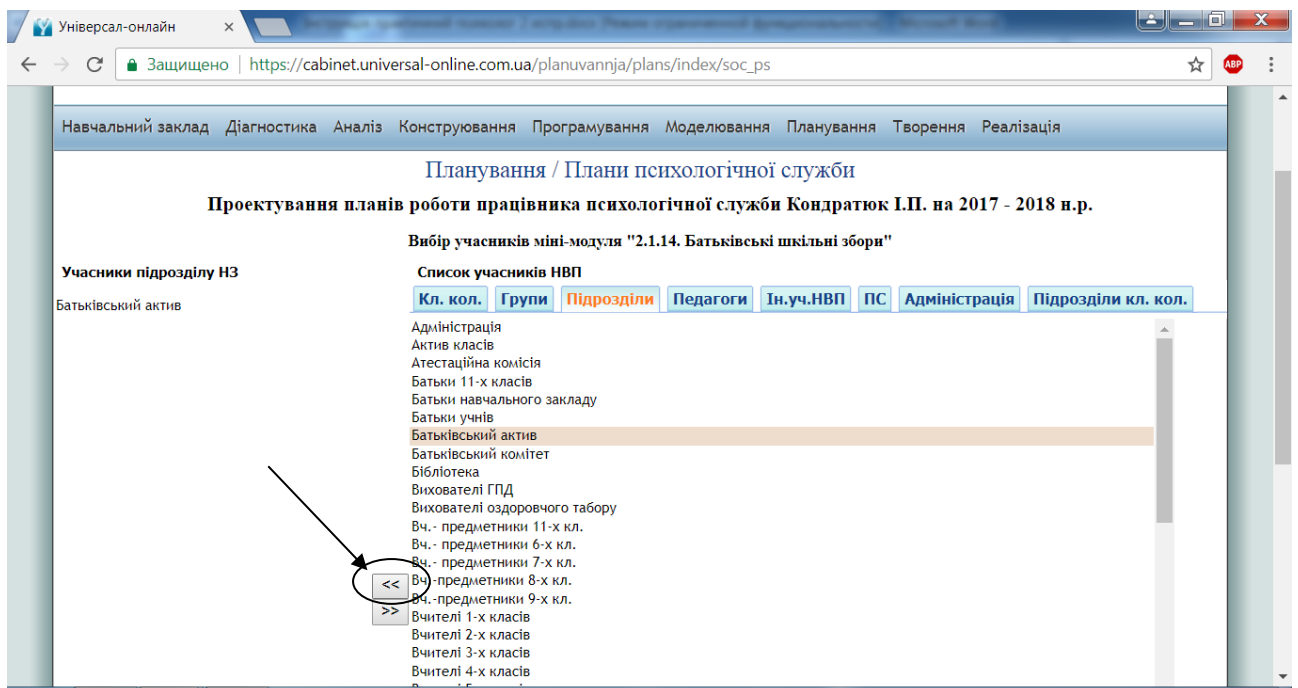 Універсал-онлайн
Защищено | https://cabinet.universal-online.com.ua/planuvannja/plans/index/soc_ps
ABP
Навчальний заклад Діагностика Аналіз Конструювання Програмування Моделювання Планування Творення Реалізація
Планування / Плани психологічної служби
Проектування планів роботи працівника психологічної служби Кондратюк І.П. на 2017 - 2018 н.р.
Вибір учасників міні-модуля "2.1.14. Батьківські шкільні збори"
Учасники підрозділу НЗ
Список учасників НВП
Батьківський актив
Кл. кол. Групи Підрозділи Педагоги Ін.уч.НВП ПС Адміністрація Підрозділи кл. кол.
Адміністрація
Актив класів
Атестаційна комісія
Батьки 11-х класів
Батьки навчального закладу
Батьки учнів
Батьківський актив
Батьківський комітет
Бібліотека
Вихователі ГПД
Вихователі оздоровчого табору
Вч.- предметники 11-х кл.
Вч.- предметники 6-х кл.
Вч.- предметники 7-х кл.
<< Вч.-предметники 8-х кл.
Вч.-предметники 9-х кл.
>>
Вчителі 1-х класів
Вчителі 2-х класів
Вчителі 3-х класів
Вчителі 4-х класів